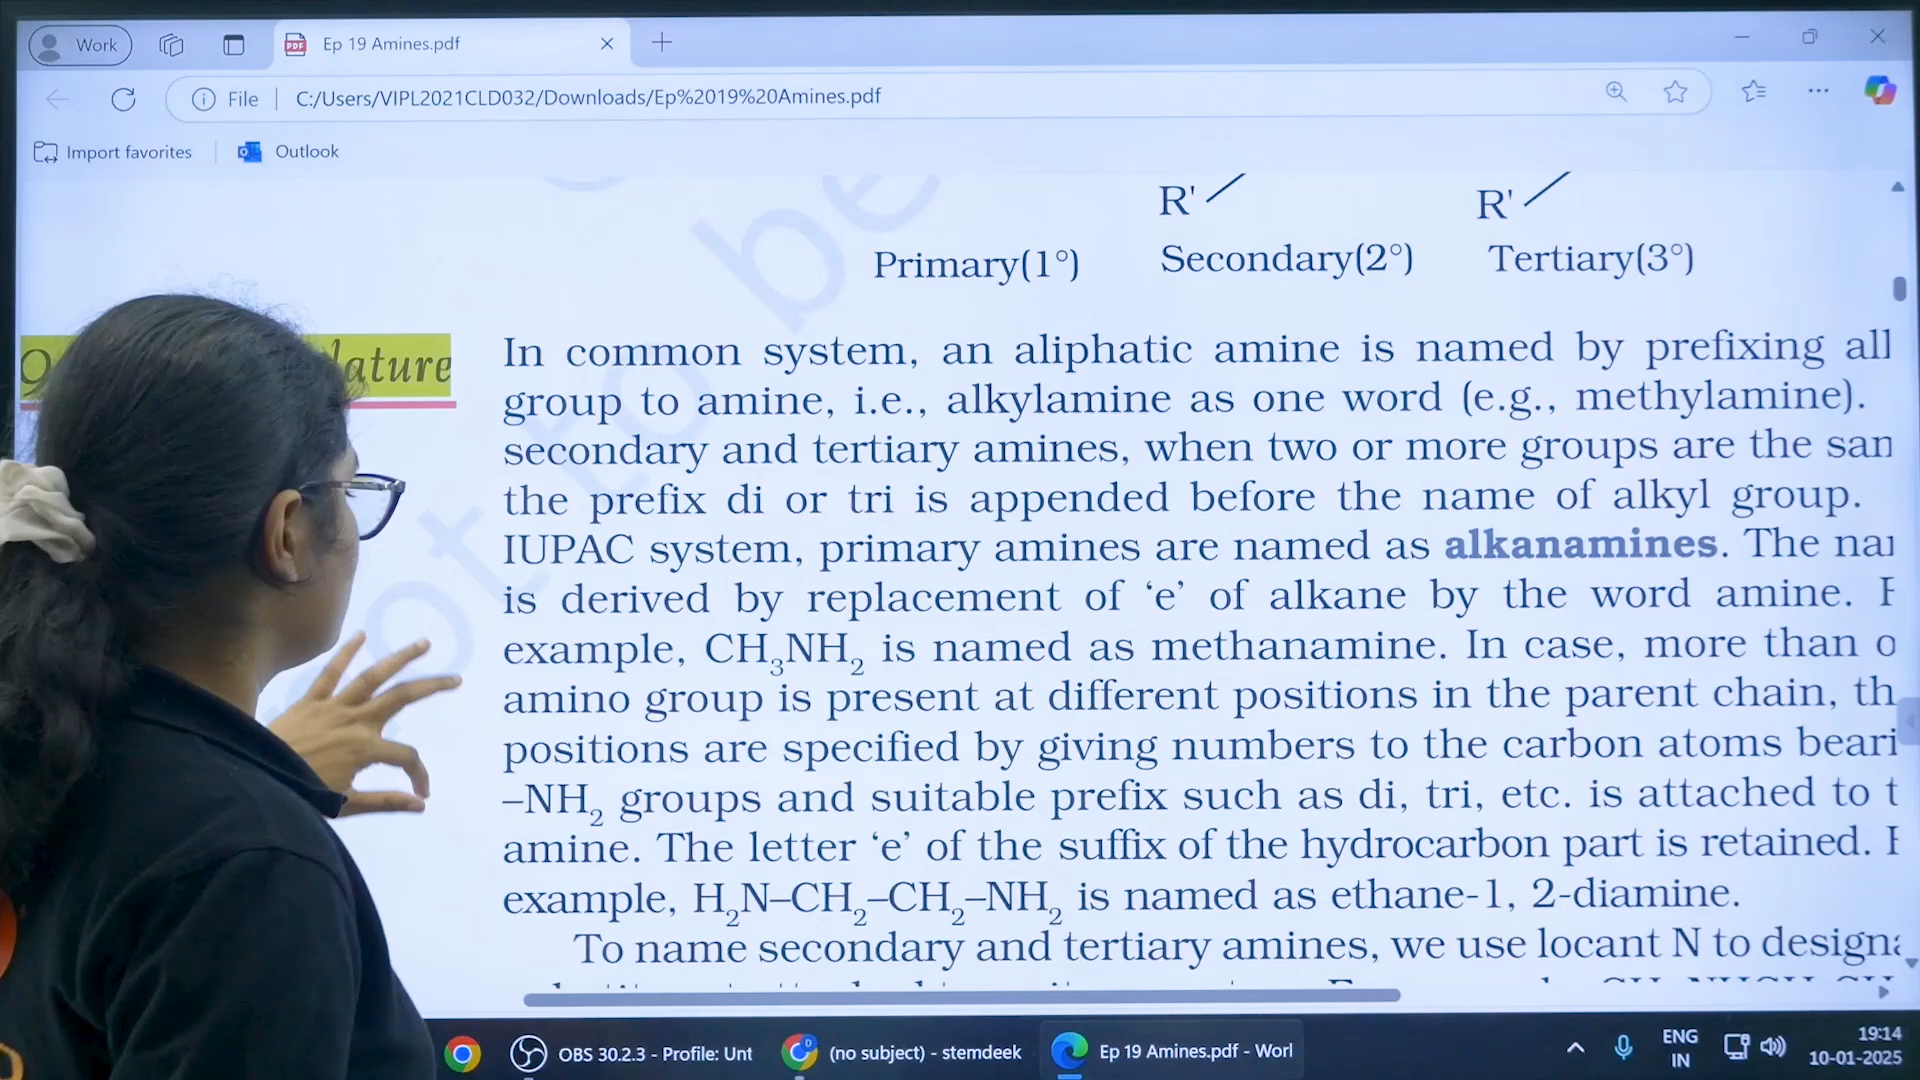 Work
Ep 19 Amines.pdf
File
C:/Users/VIPL2021CLD032/Downloads/Ep%2019%20Amines.pdf
Import favorites
Outlook
R' R'
Primary(1°) Secondary(2°) Tertiary(3°)
9 lature
In common system, an aliphatic amine is named by prefixing
group to amine, i.e., alkylamine as one word (e.g., methylamine).
secondary and tertiary amines, when two or more groups are the
the prefix di or tri is appended before the name of alkyl group.
IUPAC system, primary amines are named as alkanamines. The
is derived by replacement of ‘e’ of alkane by the word amine.
example, CH₃NH₂ is named as methanamine. In case, more than
amino group is present at different positions in the parent chain,
positions are specified by giving numbers to the carbon atoms
–NH₂ groups and suitable prefix such as di, tri, etc. is attached to
amine. The letter ‘e’ of the suffix of the hydrocarbon part is retained.
example, H₂N–CH₂–CH₂–NH₂ is named as ethane-1, 2-diamine.
To name secondary and tertiary amines, we use locant N to
not to be
OBS 30.2.3 - Profile: Unt
(no subject) - stemdeek
Ep 19 Amines.pdf - Worl
ENG
IN
19:14
10-01-2025